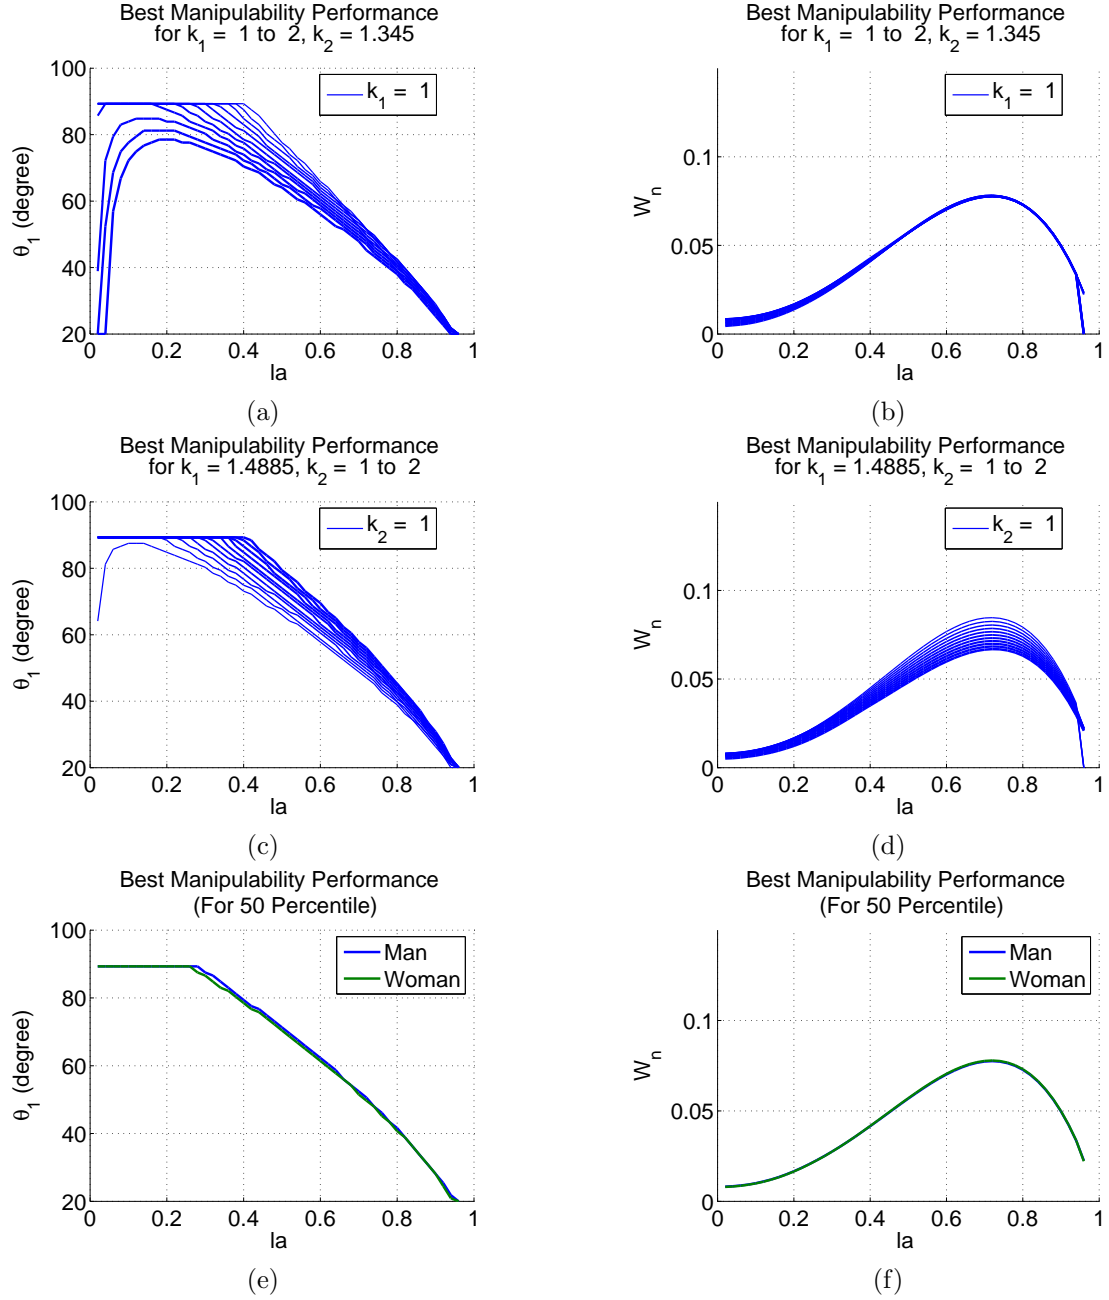 Best Manipulability Performance
for k₁ = 1 to 2, k₂ = 1.345
100
80
60
40
20
θ₁ (degree)
k₁ = 1
0 0.2 0.4 0.6 0.8 1
la
(a)
Best Manipulability Performance
for k₁ = 1 to 2, k₂ = 1.345
0.1
0.05
0
Wₙ
k₁ = 1
0 0.2 0.4 0.6 0.8 1
la
(b)
Best Manipulability Performance
for k₁ = 1.4885, k₂ = 1 to 2
100
80
60
40
20
θ₁ (degree)
k₂ = 1
0 0.2 0.4 0.6 0.8 1
la
(c)
Best Manipulability Performance
for k₁ = 1.4885, k₂ = 1 to 2
0.1
0.05
0
Wₙ
k₂ = 1
0 0.2 0.4 0.6 0.8 1
la
(d)
Best Manipulability Performance
(For 50 Percentile)
100
80
60
40
20
θ₁ (degree)
Man
Woman
0 0.2 0.4 0.6 0.8 1
la
(e)
Best Manipulability Performance
(For 50 Percentile)
0.1
0.05
0
Wₙ
Man
Woman
0 0.2 0.4 0.6 0.8 1
la
(f)